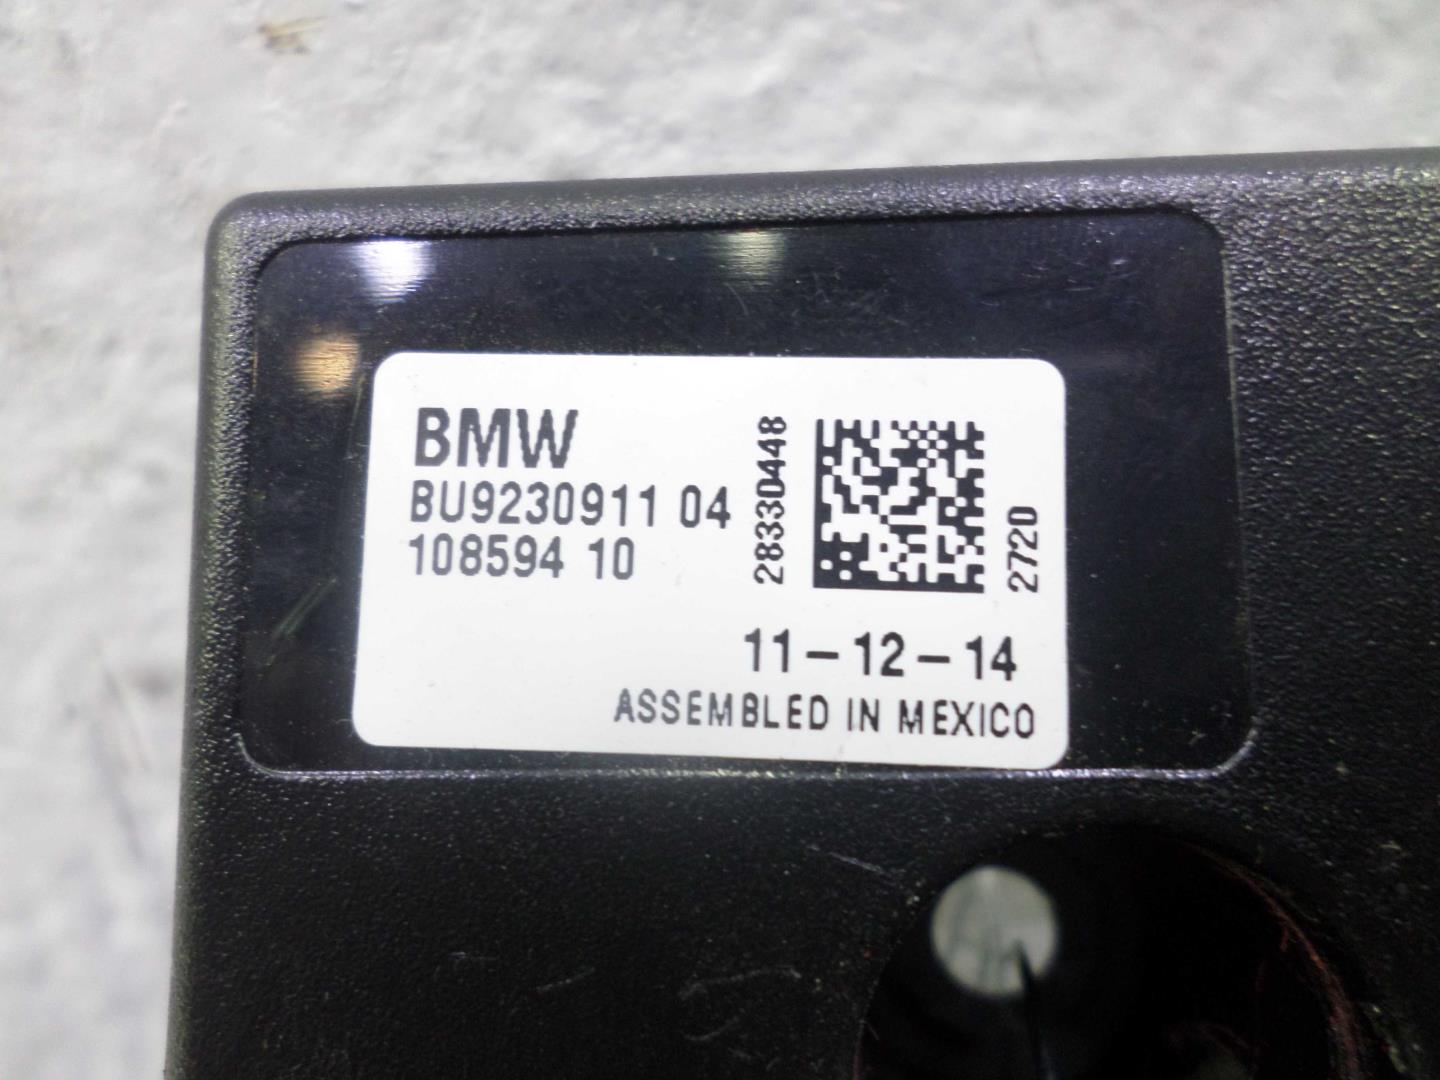 BMW
BU9230911 04
108594 10
28330448
2720
11-12-14
ASSEMBLED IN MEXICO